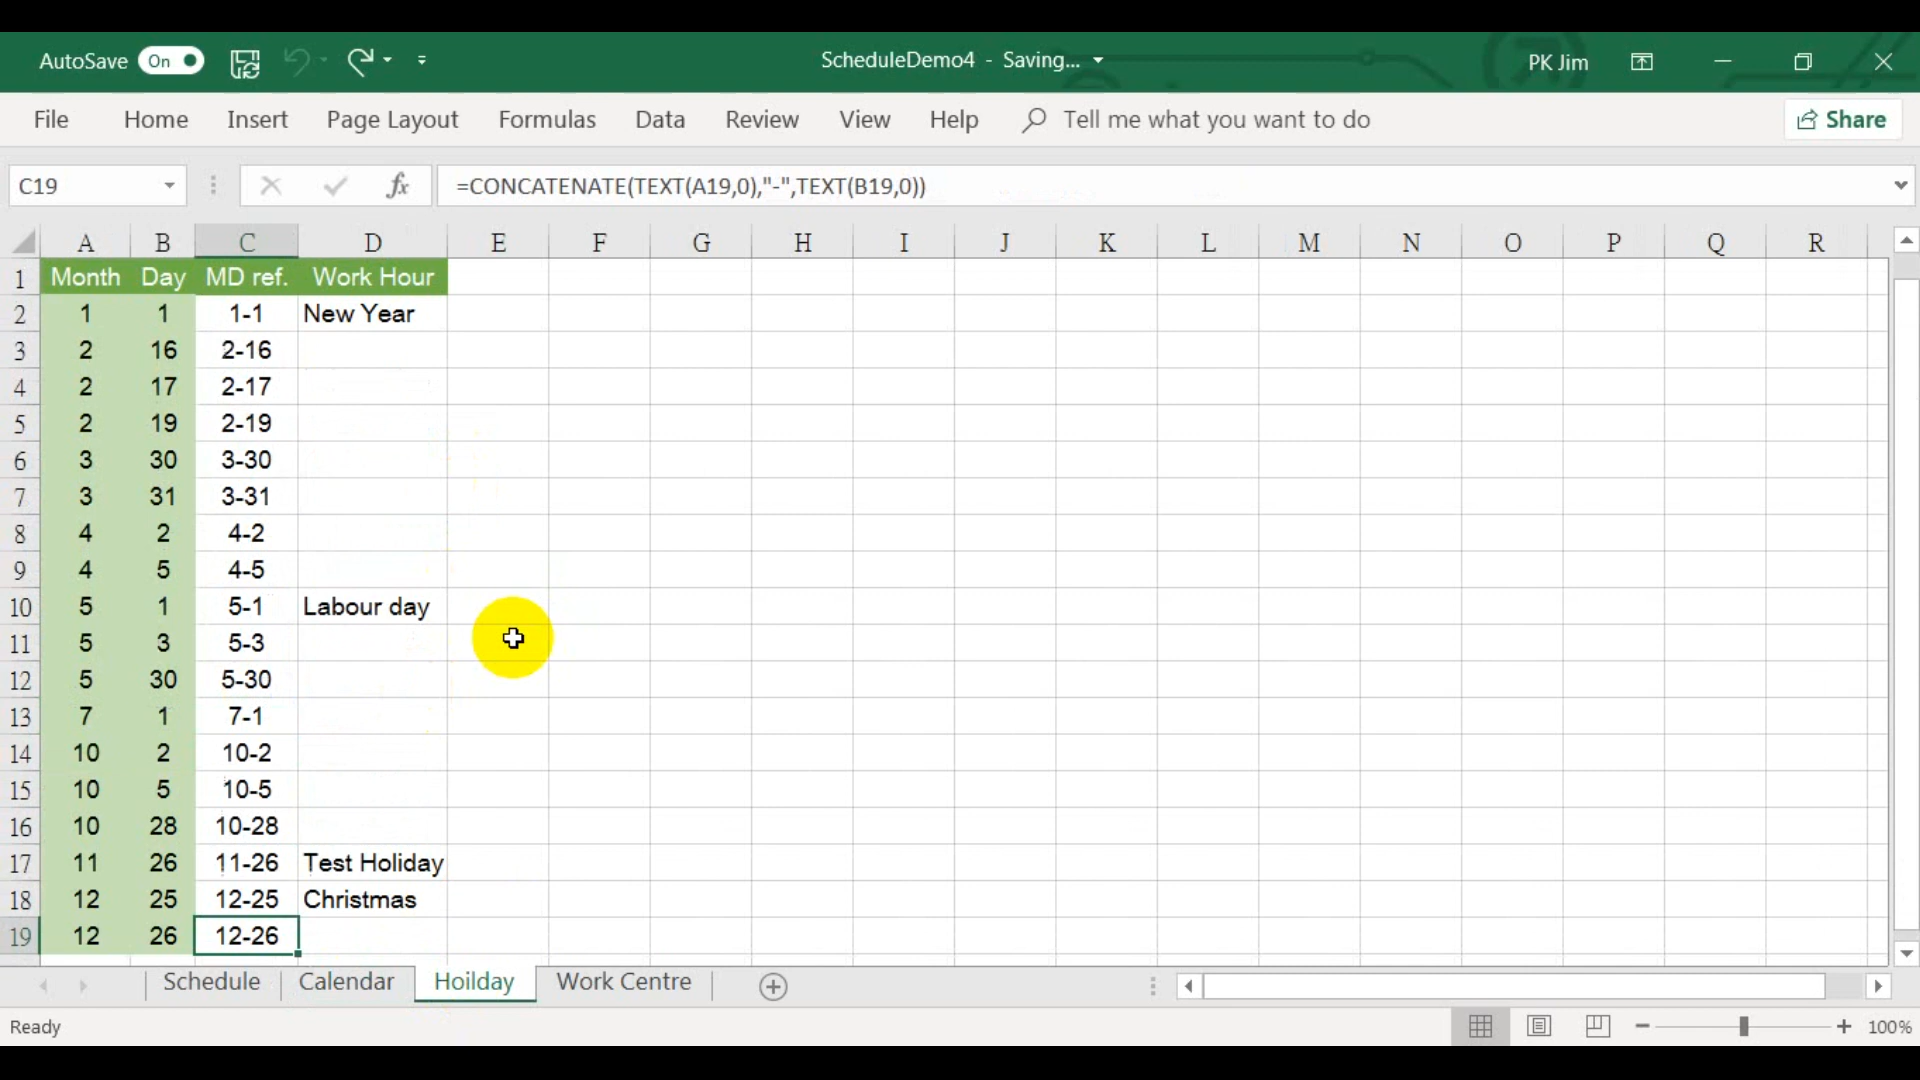 AutoSave On ScheduleDemo4 - Saving... PK Jim
File Home Insert Page Layout Formulas Data Review View Help Tell me what you want to do Share
C19 fx =CONCATENATE(TEXT(A19,0),"-",TEXT(B19,0))
A B C D E F G H I J K L M N O P Q R
1 Month Day MD ref. Work Hour
2 1 1 1-1 New Year
3 2 16 2-16
4 2 17 2-17
5 2 19 2-19
6 3 30 3-30
7 3 31 3-31
8 4 2 4-2
9 4 5 4-5
10 5 1 5-1 Labour day
11 5 3 5-3
12 5 30 5-30
13 7 1 7-1
14 10 2 10-2
15 10 5 10-5
16 10 28 10-28
17 11 26 11-26 Test Holiday
18 12 25 12-25 Christmas
19 12 26 12-26
Schedule Calendar Hoilday Work Centre
Ready 100%